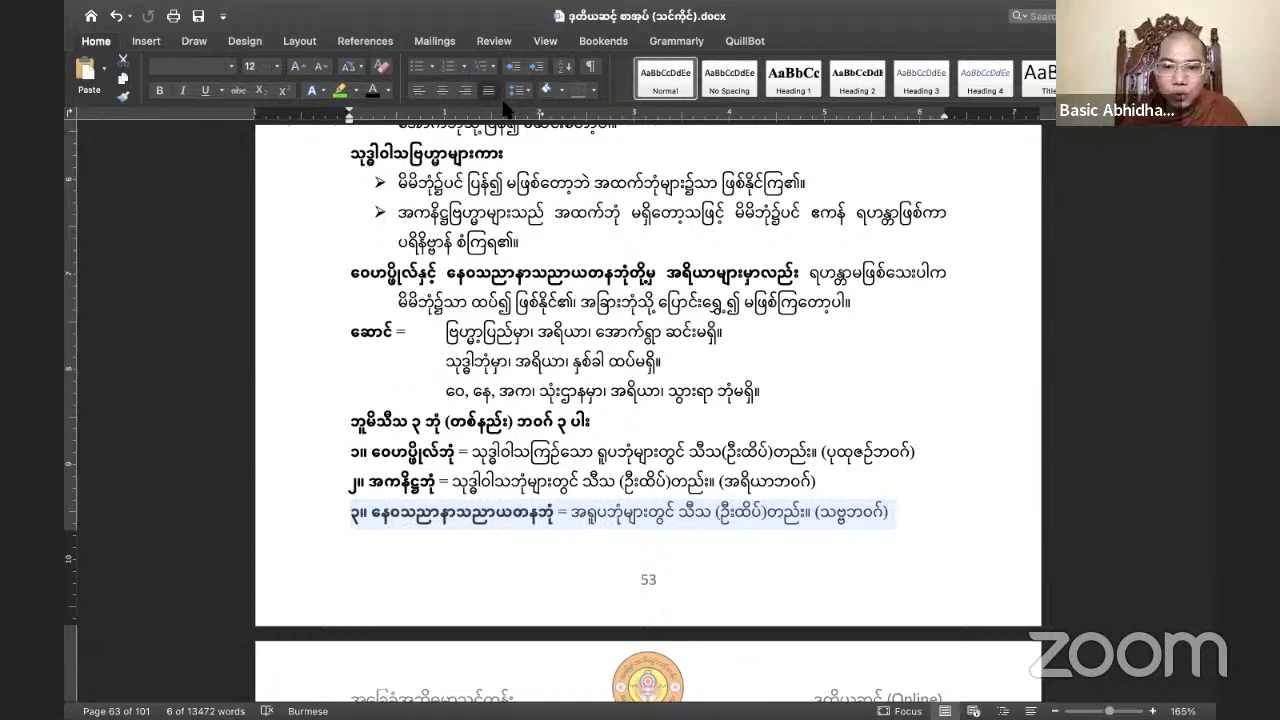 ဒုတိယဆင့် စာအုပ် (သင်ကိုင်).docx
Home Insert Draw Design Layout References Mailings Review View Bookends Grammarly QuillBot
Paste
12
AaBbCcDdEe AaBbCcDdEe AaBbCc AaBbCcDdE AaBbCcDdEe AaBbCcDdEe
Normal No Spacing Heading 1 Heading 2 Heading 3 Heading 4
Basic Abhidha...
သုဒ္ဓါဝါသဗြဟ္မာများကား
➢ မိမိဘုံ၌ပင် ပြန်၍ မဖြစ်တော့ဘဲ အထက်ဘုံများ၌သာ ဖြစ်နိုင်ကြ၏။
➢ အကနိဋ္ဌဗြဟ္မာများသည် အထက်ဘုံ မရှိတော့သဖြင့် မိမိဘုံ၌ပင် ဧကန် ရဟန္တာဖြစ်ကာ
ပရိနိဗ္ဗာန် စံကြရ၏။
ဝေဟပ္ဖိုလ်နှင့် နေဝသညာနာသညာယတနဘုံတို့မှ အရိယာများမှာလည်း ရဟန္တာမဖြစ်သေးပါက
မိမိဘုံ၌သာ ထပ်၍ ဖြစ်နိုင်၏၊ အခြားဘုံသို့ ပြောင်းရွှေ့၍ မဖြစ်ကြတော့ပါ။
ဆောင် = ဗြဟ္မာ့ပြည်မှာ၊ အရိယာ၊ အောက်ရွာ ဆင်းမရှိ။
သုဒ္ဓါဘုံမှာ၊ အရိယာ၊ နှစ်ခါ ထပ်မရှိ။
ဝေ, နေ, အက၊ သုံးဌာနမှာ၊ အရိယာ၊ သွားရာ ဘုံမရှိ။
ဘူမိသီသ ၃ ဘုံ (တစ်နည်း) ဘဝဂ် ၃ ပါး
၁။ ဝေဟပ္ဖိုလ်ဘုံ = သုဒ္ဓါဝါသကြဉ်သော ရူပဘုံများတွင် သီသ(ဦးထိပ်)တည်း။ (ပုထုဇဉ်ဘဝဂ်)
၂။ အကနိဋ္ဌဘုံ = သုဒ္ဓါဝါသဘုံများတွင် သီသ (ဦးထိပ်)တည်း။ (အရိယာဘဝဂ်)
၃။ နေဝသညာနာသညာယတနဘုံ = အရူပဘုံများတွင် သီသ (ဦးထိပ်)တည်း။ (သဗ္ဗဘဝဂ်)
53
zoom
ဒုတိယဆင့် (Online)
Page 63 of 101 6 of 13472 words Burmese Focus 165%